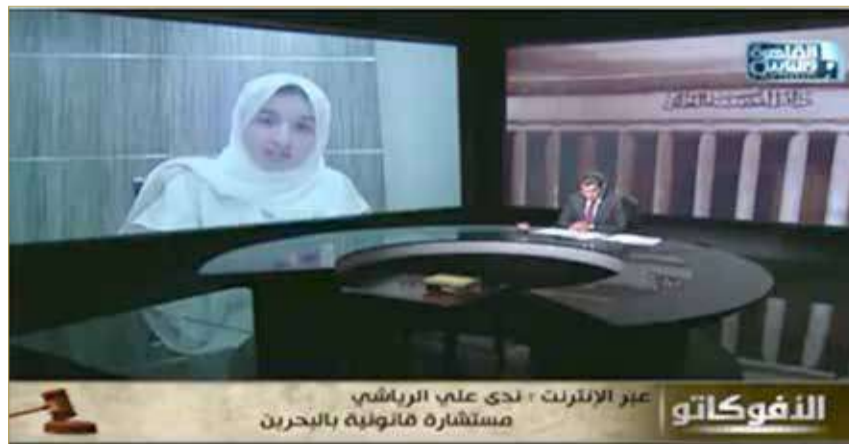 القاهرة
والناس
عبر الإنترنت : ندى علي الرياشي
مستشارة قانونية بالبحرين
الأفوكاتو